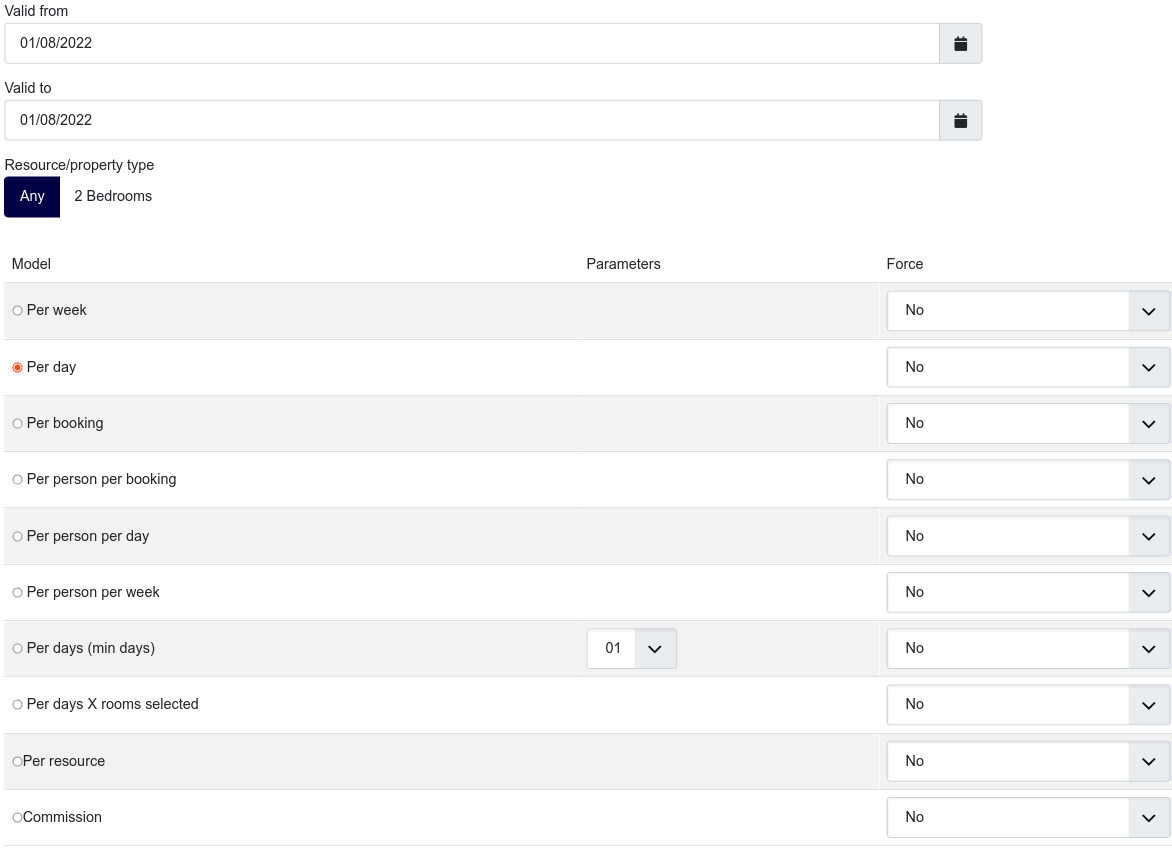 Valid from
01/08/2022
Valid to
01/08/2022
Resource/property type
Any 2 Bedrooms
Model Parameters Force
Per week No
Per day No
Per booking No
Per person per booking No
Per person per day No
Per person per week No
Per days (min days) 01 No
Per days X rooms selected No
Per resource No
Commission No